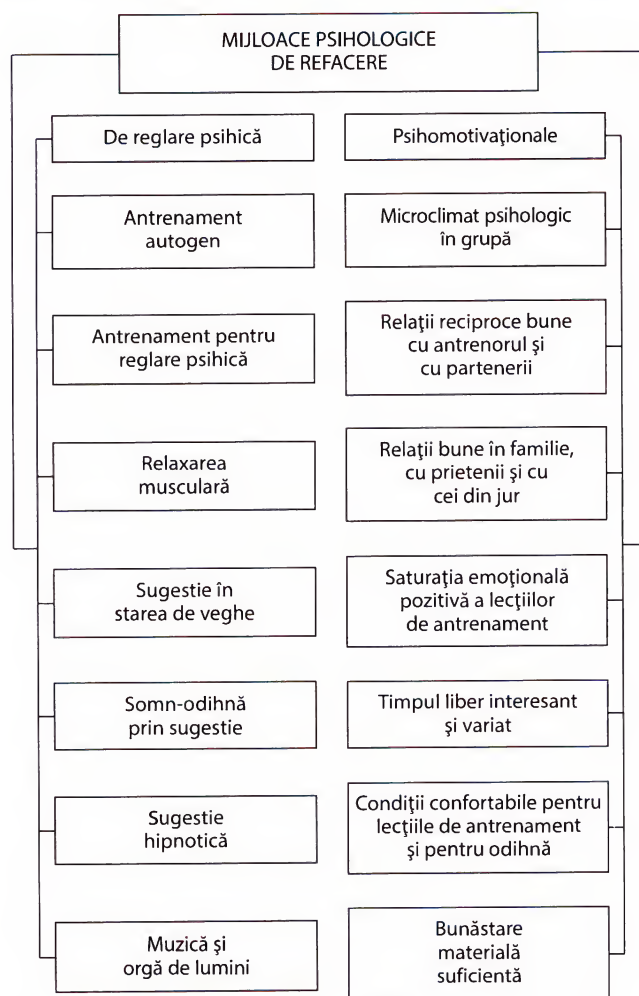 MIJLOACE PSIHOLOGICE
DE REFACERE
De reglare psihică
Antrenament
autogen
Antrenament pentru
reglare psihică
Relaxarea
musculară
Sugestie în
starea de veghe
Somn-odihnă
prin sugestie
Sugestie
hipnotică
Muzică şi
orgă de lumini
Psihomotivaţionale
Microclimat psihologic
în grupă
Relaţii reciproce bune
cu antrenorul şi
cu partenerii
Relaţii bune în familie,
cu prietenii şi cu
cei din jur
Saturaţia emoţională
pozitivă a lecţiilor
de antrenament
Timpul liber interesant
şi variat
Condiţii confortabile pentru
lecţiile de antrenament
şi pentru odihnă
Bunăstare
materială
suficientă